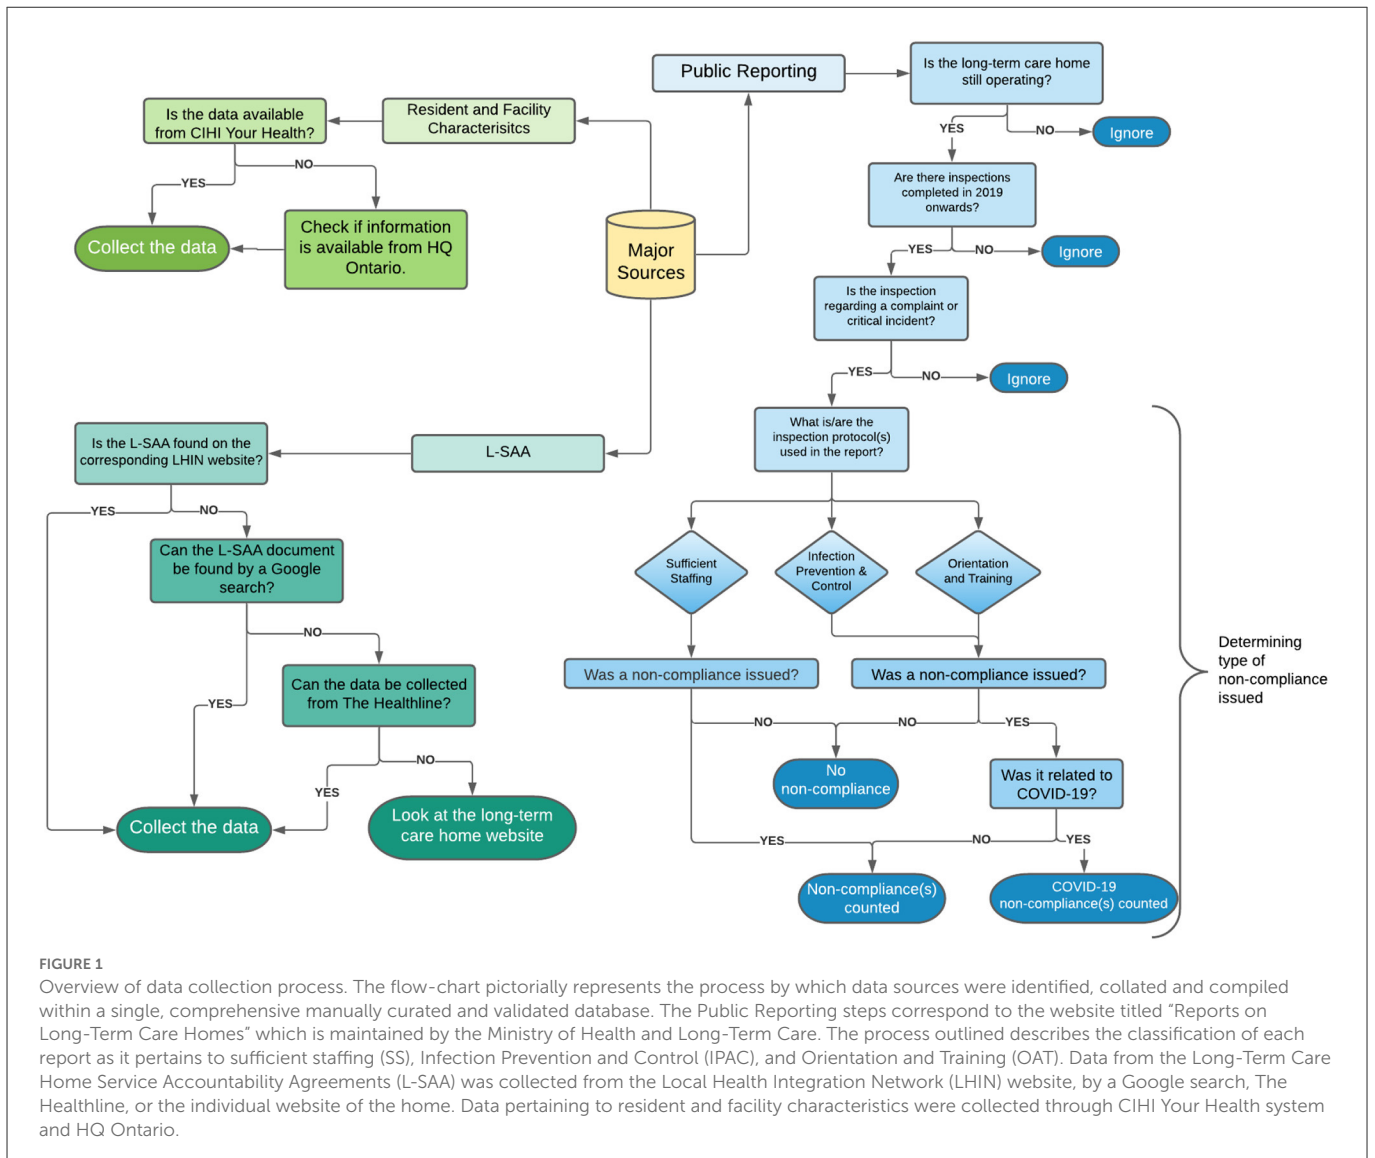 Public Reporting
Is the long-term care home
still operating?
YES
NO
Ignore
Are there inspections
completed in 2019
onwards?
YES
NO
Ignore
Is the inspection
regarding a complaint or
critical incident?
YES
NO
Ignore
What is/are the
inspection protocol(s)
used in the report?
Sufficient
Staffing
Infection
Prevention &
Control
Orientation
and Training
Was a non-compliance issued?
Was a non-compliance issued?
NO
NO
YES
No
non-compliance
Was it related to
COVID-19?
YES
NO
YES
Non-compliance(s)
counted
COVID-19
non-compliance(s) counted
Determining
type of
non-compliance
issued
Major
Sources
Resident and Facility
Characterisitcs
Is the data available
from CIHI Your Health?
YES
NO
Collect the data
Check if information
is available from HQ
Ontario.
L-SAA
Is the L-SAA found on the
corresponding LHIN website?
YES
NO
Can the L-SAA document
be found by a Google
search?
NO
YES
Can the data be collected
from The Healthline?
NO
YES
Collect the data
Look at the long-term
care home website
FIGURE 1
Overview of data collection process. The flow-chart pictorially represents the process by which data sources were identified, collated and compiled
within a single, comprehensive manually curated and validated database. The Public Reporting steps correspond to the website titled “Reports on
Long-Term Care Homes” which is maintained by the Ministry of Health and Long-Term Care. The process outlined describes the classification of each
report as it pertains to sufficient staffing (SS), Infection Prevention and Control (IPAC), and Orientation and Training (OAT). Data from the Long-Term Care
Home Service Accountability Agreements (L-SAA) was collected from the Local Health Integration Network (LHIN) website, by a Google search, The
Healthline, or the individual website of the home. Data pertaining to resident and facility characteristics were collected through CIHI Your Health system
and HQ Ontario.